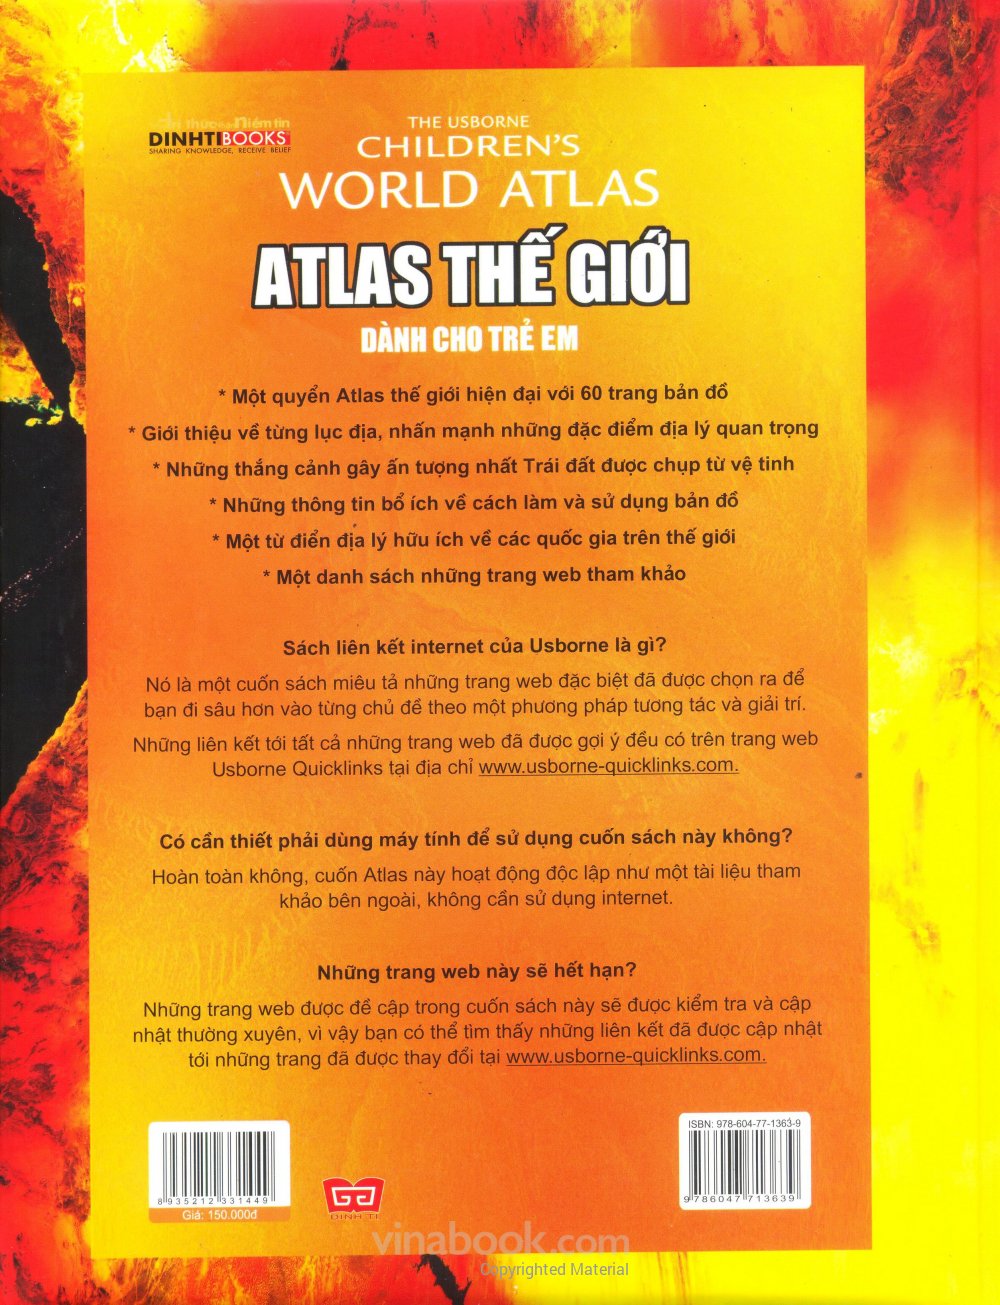 tri thức niềm tin
DINHTIBOOKS
SHARING KNOWLEDGE, RECEIVE BELIEF
THE USBORNE
CHILDREN'S
WORLD ATLAS
ATLAS THẾ GIỚI
DÀNH CHO TRẺ EM
* Một quyển Atlas thế giới hiện đại với 60 trang bản đồ
* Giới thiệu về từng lục địa, nhấn mạnh những đặc điểm địa lý quan trọng
* Những thắng cảnh gây ấn tượng nhất Trái đất được chụp từ vệ tinh
* Những thông tin bổ ích về cách làm và sử dụng bản đồ
* Một từ điển địa lý hữu ích về các quốc gia trên thế giới
* Một danh sách những trang web tham khảo
Sách liên kết internet của Usborne là gì?
Nó là một cuốn sách miêu tả những trang web đặc biệt đã được chọn ra để
bạn đi sâu hơn vào từng chủ đề theo một phương pháp tương tác và giải trí.
Những liên kết tới tất cả những trang web đã được gợi ý đều có trên trang web
Usborne Quicklinks tại địa chỉ www.usborne-quicklinks.com.
Có cần thiết phải dùng máy tính để sử dụng cuốn sách này không?
Hoàn toàn không, cuốn Atlas này hoạt động độc lập như một tài liệu tham
khảo bên ngoài, không cần sử dụng internet.
Những trang web này sẽ hết hạn?
Những trang web được đề cập trong cuốn sách này sẽ được kiểm tra và cập
nhật thường xuyên, vì vậy bạn có thể tìm thấy những liên kết đã được cập nhật
tới những trang đã được thay đổi tại www.usborne-quicklinks.com.
8 935212 331449
Giá: 150.000đ
DINH TI
ISBN: 978-604-77-1363-9
9 786047 713639
vinabook.com
Copyrighted Material